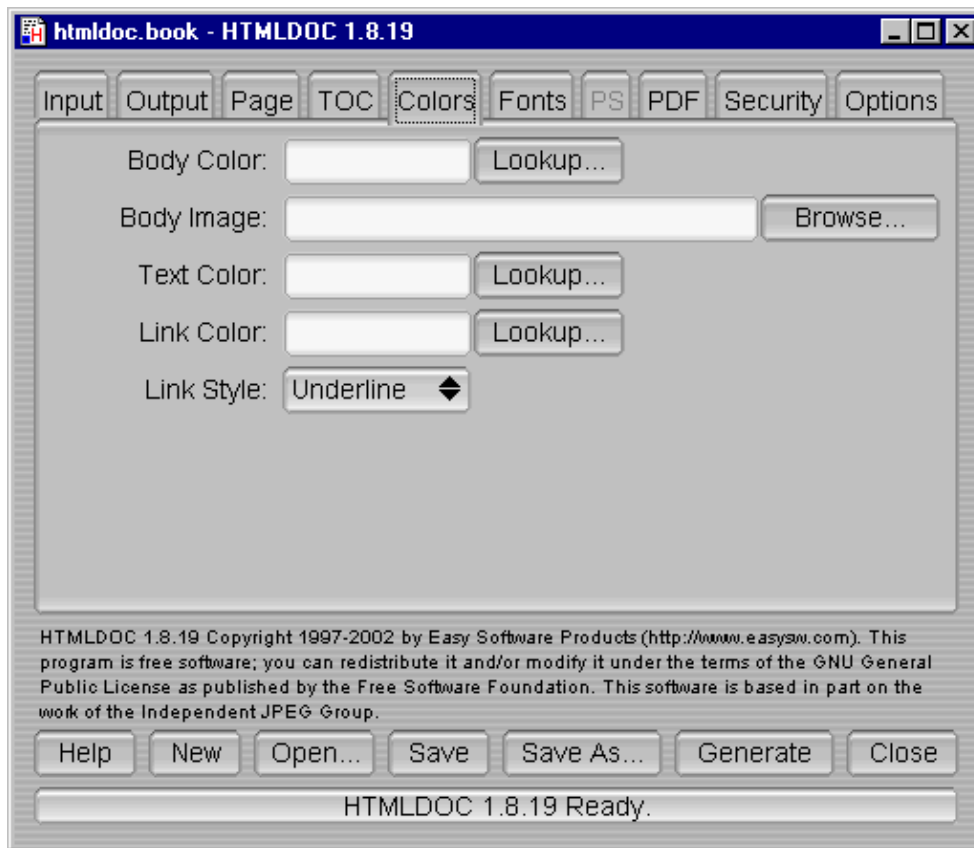 htmldoc.book - HTMLDOC 1.8.19
Input Output Page TOC Colors Fonts PS PDF Security Options
Body Color: Lookup...
Body Image: Browse...
Text Color: Lookup...
Link Color: Lookup...
Link Style: Underline
HTMLDOC 1.8.19 Copyright 1997-2002 by Easy Software Products (http://www.easysw.com). This
program is free software; you can redistribute it and/or modify it under the terms of the GNU General
Public License as published by the Free Software Foundation. This software is based in part on the
work of the Independent JPEG Group.
Help New Open... Save Save As... Generate Close
HTMLDOC 1.8.19 Ready.